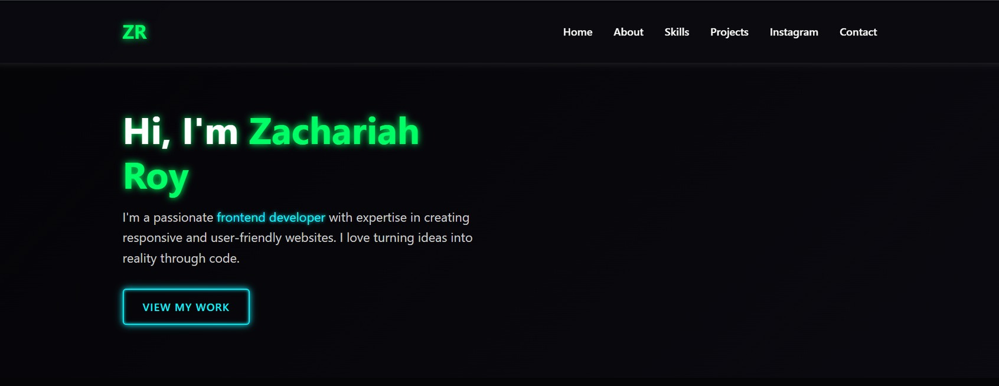 ZR
Home About Skills Projects Instagram Contact
Hi, I'm Zachariah
Roy
I'm a passionate frontend developer with expertise in creating
responsive and user-friendly websites. I love turning ideas into
reality through code.
VIEW MY WORK